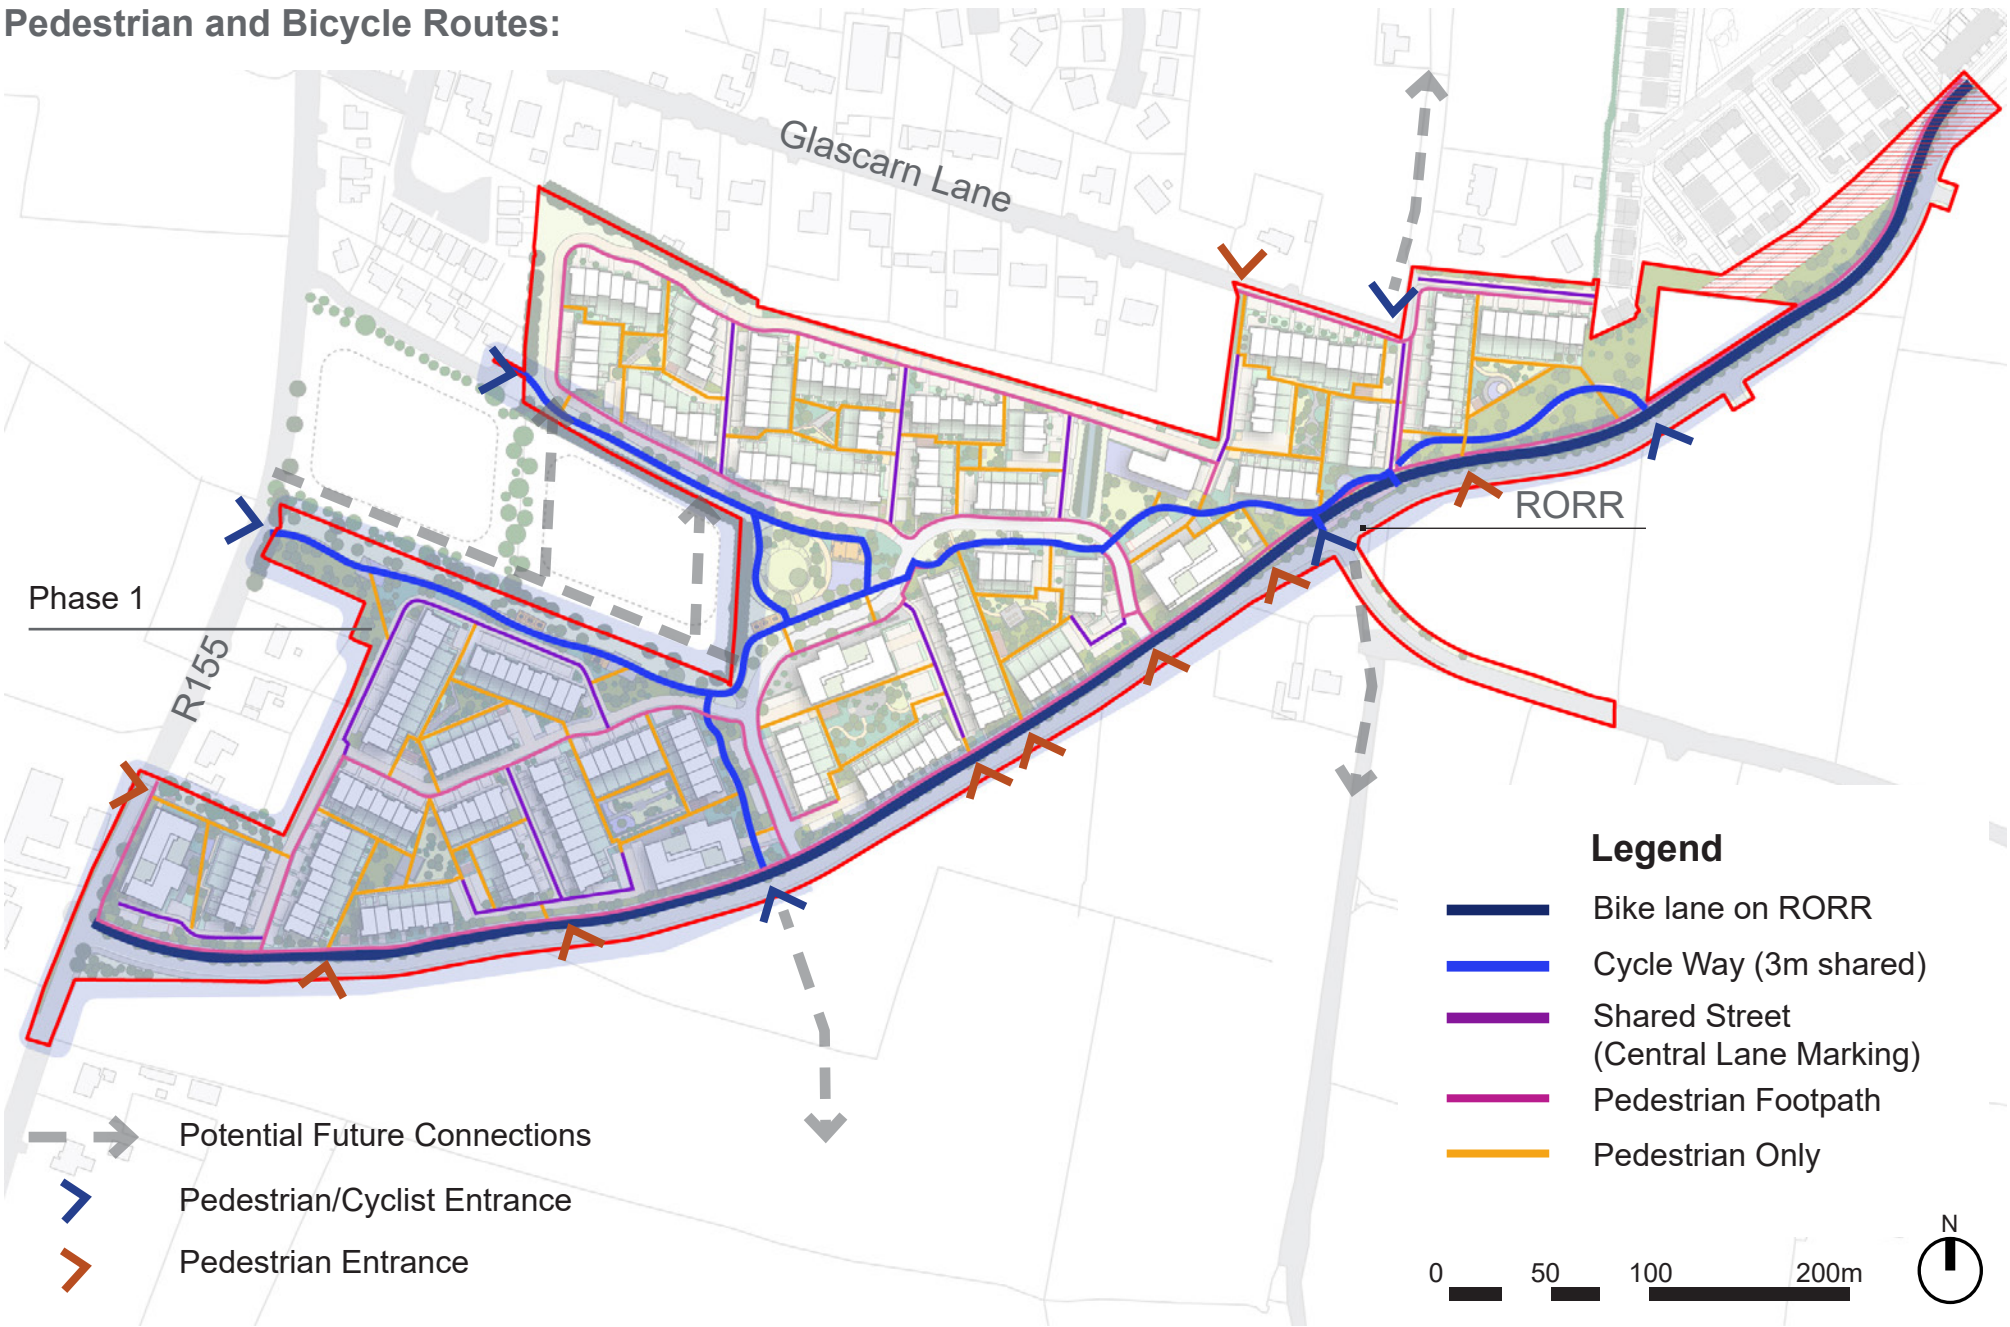 Pedestrian and Bicycle Routes:
Glascarn Lane
RORR
Phase 1
R155
Legend
Bike lane on RORR
Cycle Way (3m shared)
Shared Street
(Central Lane Marking)
Pedestrian Footpath
Pedestrian Only
Potential Future Connections
Pedestrian/Cyclist Entrance
Pedestrian Entrance
N
0 50 100 200m